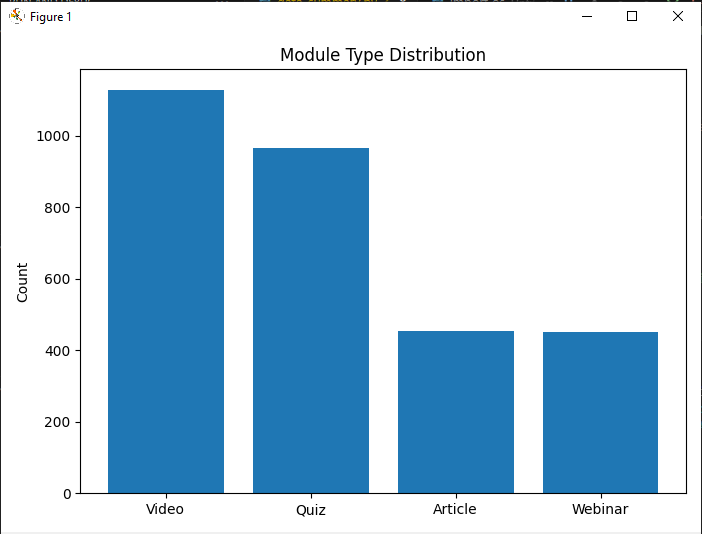 Figure 1
Module Type Distribution
1000
800
600
400
200
0
Count
Video
Quiz
Article
Webinar